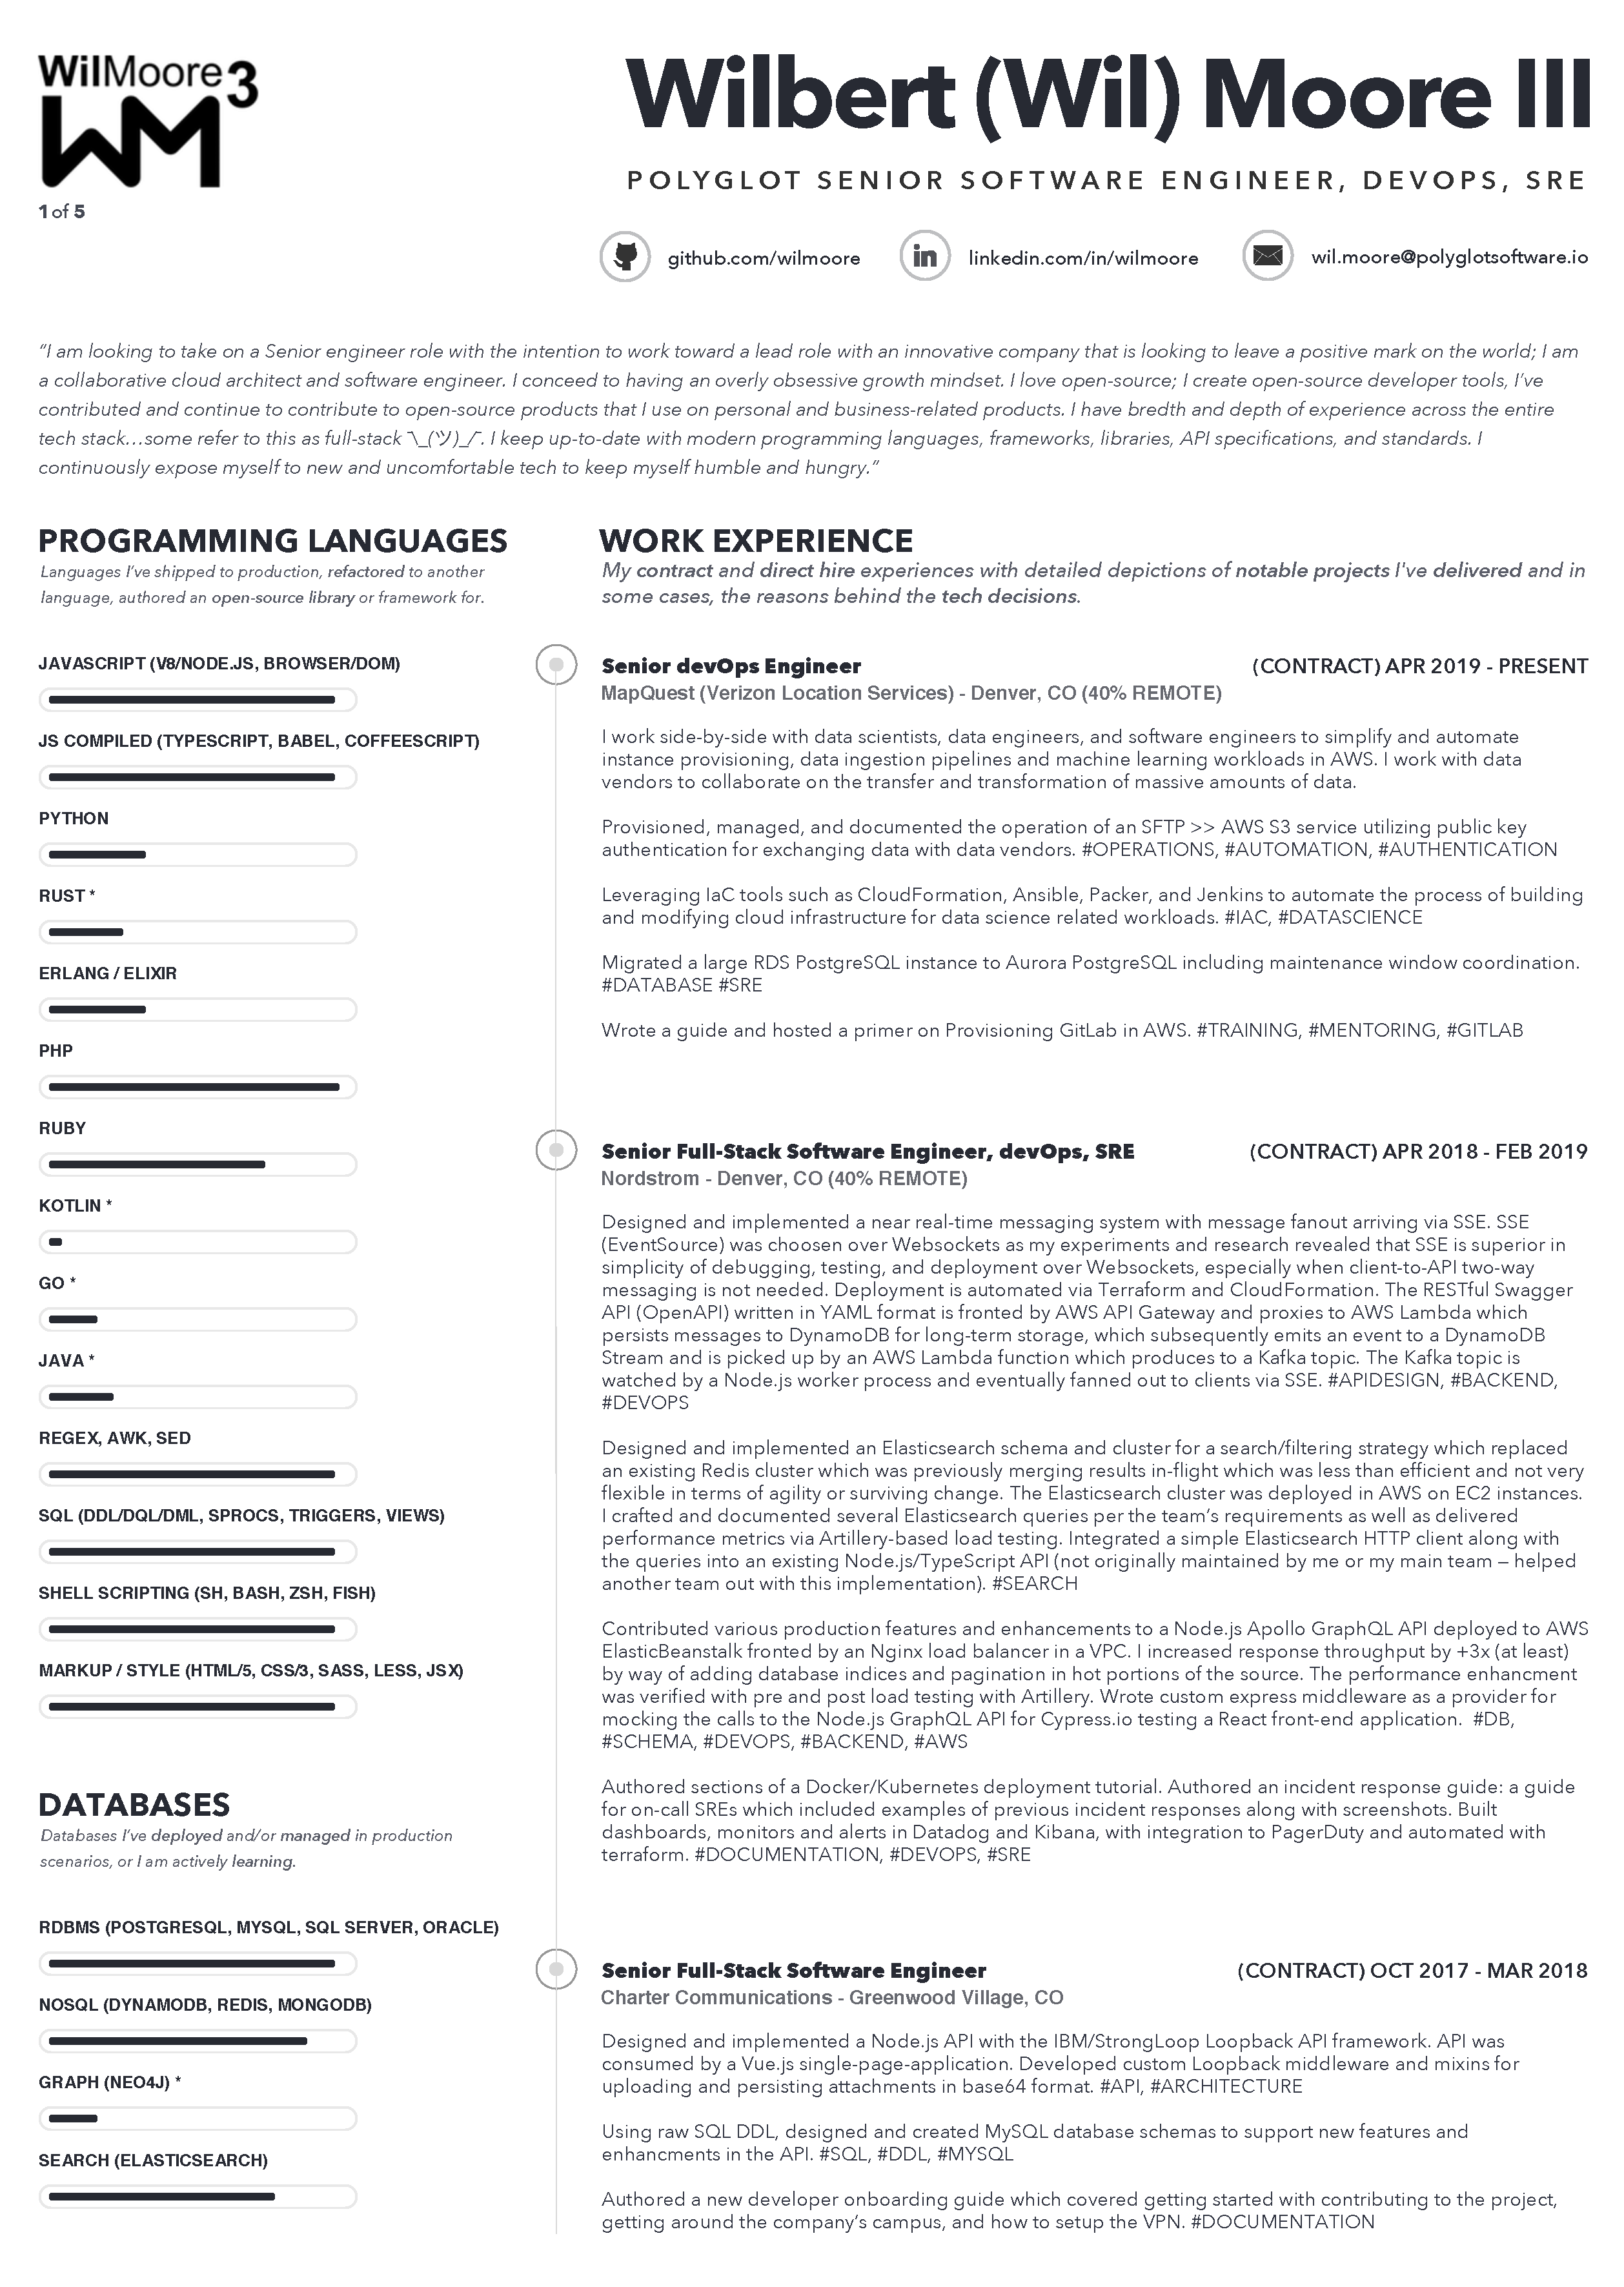 WilMoore3
WM
1 of 5
Wilbert (Wil) Moore III
POLYGLOT SENIOR SOFTWARE ENGINEER, DEVOPS, SRE
github.com/wilmoore
linkedin.com/in/wilmoore
wil.moore@polyglotsoftware.io
“I am looking to take on a Senior engineer role with the intention to work toward a lead role with an innovative company that is looking to leave a positive mark on the world; I am
a collaborative cloud architect and software engineer. I conceed to having an overly obsessive growth mindset. I love open-source; I create open-source developer tools, I’ve
contributed and continue to contribute to open-source products that I use on personal and business-related products. I have bredth and depth of experience across the entire
tech stack…some refer to this as full-stack ¯\_(ツ)_/¯. I keep up-to-date with modern programming languages, frameworks, libraries, API specifications, and standards. I
continuously expose myself to new and uncomfortable tech to keep myself humble and hungry.”
PROGRAMMING LANGUAGES
Languages I’ve shipped to production, refactored to another
language, authored an open-source library or framework for.
JAVASCRIPT (V8/NODE.JS, BROWSER/DOM)
JS COMPILED (TYPESCRIPT, BABEL, COFFEESCRIPT)
PYTHON
RUST *
ERLANG / ELIXIR
PHP
RUBY
KOTLIN *
GO *
JAVA *
REGEX, AWK, SED
SQL (DDL/DQL/DML, SPROCS, TRIGGERS, VIEWS)
SHELL SCRIPTING (SH, BASH, ZSH, FISH)
MARKUP / STYLE (HTML/5, CSS/3, SASS, LESS, JSX)
DATABASES
Databases I’ve deployed and/or managed in production
scenarios, or I am actively learning.
RDBMS (POSTGRESQL, MYSQL, SQL SERVER, ORACLE)
NOSQL (DYNAMODB, REDIS, MONGODB)
GRAPH (NEO4J) *
SEARCH (ELASTICSEARCH)
WORK EXPERIENCE
My contract and direct hire experiences with detailed depictions of notable projects I've delivered and in
some cases, the reasons behind the tech decisions.
Senior devOps Engineer (CONTRACT) APR 2019 - PRESENT
MapQuest (Verizon Location Services) - Denver, CO (40% REMOTE)
I work side-by-side with data scientists, data engineers, and software engineers to simplify and automate
instance provisioning, data ingestion pipelines and machine learning workloads in AWS. I work with data
vendors to collaborate on the transfer and transformation of massive amounts of data.
Provisioned, managed, and documented the operation of an SFTP >> AWS S3 service utilizing public key
authentication for exchanging data with data vendors. #OPERATIONS, #AUTOMATION, #AUTHENTICATION
Leveraging IaC tools such as CloudFormation, Ansible, Packer, and Jenkins to automate the process of building
and modifying cloud infrastructure for data science related workloads. #IAC, #DATASCIENCE
Migrated a large RDS PostgreSQL instance to Aurora PostgreSQL including maintenance window coordination.
#DATABASE #SRE
Wrote a guide and hosted a primer on Provisioning GitLab in AWS. #TRAINING, #MENTORING, #GITLAB
Senior Full-Stack Software Engineer, devOps, SRE (CONTRACT) APR 2018 - FEB 2019
Nordstrom - Denver, CO (40% REMOTE)
Designed and implemented a near real-time messaging system with message fanout arriving via SSE. SSE
(EventSource) was choosen over Websockets as my experiments and research revealed that SSE is superior in
simplicity of debugging, testing, and deployment over Websockets, especially when client-to-API two-way
messaging is not needed. Deployment is automated via Terraform and CloudFormation. The RESTful Swagger
API (OpenAPI) written in YAML format is fronted by AWS API Gateway and proxies to AWS Lambda which
persists messages to DynamoDB for long-term storage, which subsequently emits an event to a DynamoDB
Stream and is picked up by an AWS Lambda function which produces to a Kafka topic. The Kafka topic is
watched by a Node.js worker process and eventually fanned out to clients via SSE. #APIDESIGN, #BACKEND,
#DEVOPS
Designed and implemented an Elasticsearch schema and cluster for a search/filtering strategy which replaced
an existing Redis cluster which was previously merging results in-flight which was less than efficient and not very
flexible in terms of agility or surviving change. The Elasticsearch cluster was deployed in AWS on EC2 instances.
I crafted and documented several Elasticsearch queries per the team’s requirements as well as delivered
performance metrics via Artillery-based load testing. Integrated a simple Elasticsearch HTTP client along with
the queries into an existing Node.js/TypeScript API (not originally maintained by me or my main team – helped
another team out with this implementation). #SEARCH
Contributed various production features and enhancements to a Node.js Apollo GraphQL API deployed to AWS
ElasticBeanstalk fronted by an Nginx load balancer in a VPC. I increased response throughput by +3x (at least)
by way of adding database indices and pagination in hot portions of the source. The performance enhancment
was verified with pre and post load testing with Artillery. Wrote custom express middleware as a provider for
mocking the calls to the Node.js GraphQL API for Cypress.io testing a React front-end application. #DB,
#SCHEMA, #DEVOPS, #BACKEND, #AWS
Authored sections of a Docker/Kubernetes deployment tutorial. Authored an incident response guide: a guide
for on-call SREs which included examples of previous incident responses along with screenshots. Built
dashboards, monitors and alerts in Datadog and Kibana, with integration to PagerDuty and automated with
terraform. #DOCUMENTATION, #DEVOPS, #SRE
Senior Full-Stack Software Engineer (CONTRACT) OCT 2017 - MAR 2018
Charter Communications - Greenwood Village, CO
Designed and implemented a Node.js API with the IBM/StrongLoop Loopback API framework. API was
consumed by a Vue.js single-page-application. Developed custom Loopback middleware and mixins for
uploading and persisting attachments in base64 format. #API, #ARCHITECTURE
Using raw SQL DDL, designed and created MySQL database schemas to support new features and
enhancments in the API. #SQL, #DDL, #MYSQL
Authored a new developer onboarding guide which covered getting started with contributing to the project,
getting around the company’s campus, and how to setup the VPN. #DOCUMENTATION